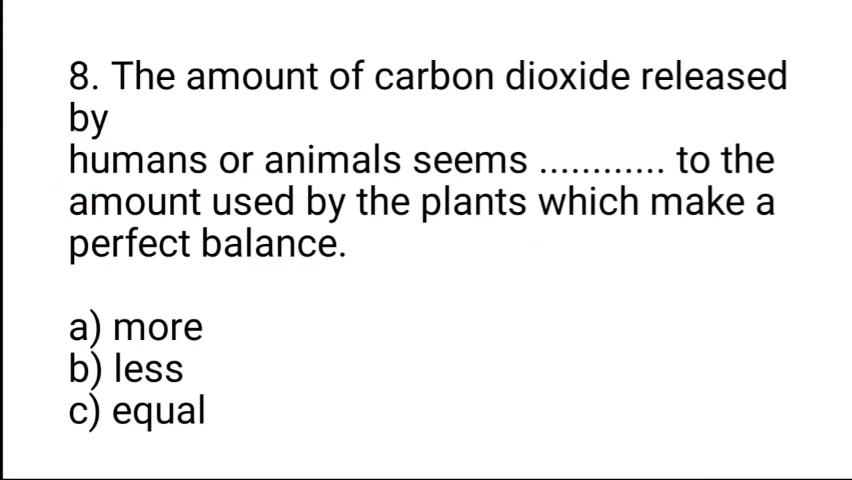 8. The amount of carbon dioxide released
by
humans or animals seems ............ to the
amount used by the plants which make a
perfect balance.
a) more
b) less
c) equal